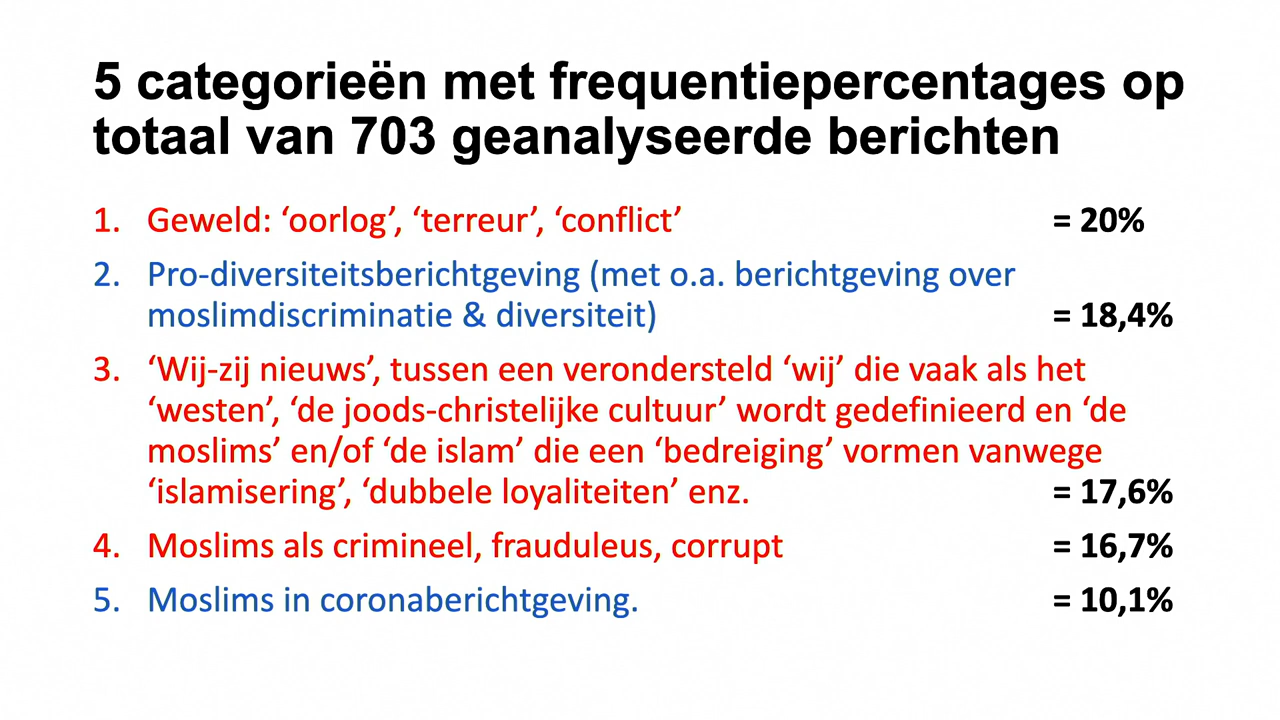 5 categorieën met frequentiepercentages op
totaal van 703 geanalyseerde berichten
1. Geweld: ‘oorlog’, ‘terreur’, ‘conflict’ = 20%
2. Pro-diversiteitsberichtgeving (met o.a. berichtgeving over
moslimdiscriminatie & diversiteit) = 18,4%
3. ‘Wij-zij nieuws’, tussen een verondersteld ‘wij’ die vaak als het
‘westen’, ‘de joods-christelijke cultuur’ wordt gedefinieerd en ‘de
moslims’ en/of ‘de islam’ die een ‘bedreiging’ vormen vanwege
‘islamisering’, ‘dubbele loyaliteiten’ enz. = 17,6%
4. Moslims als crimineel, frauduleus, corrupt = 16,7%
5. Moslims in coronaberichtgeving. = 10,1%